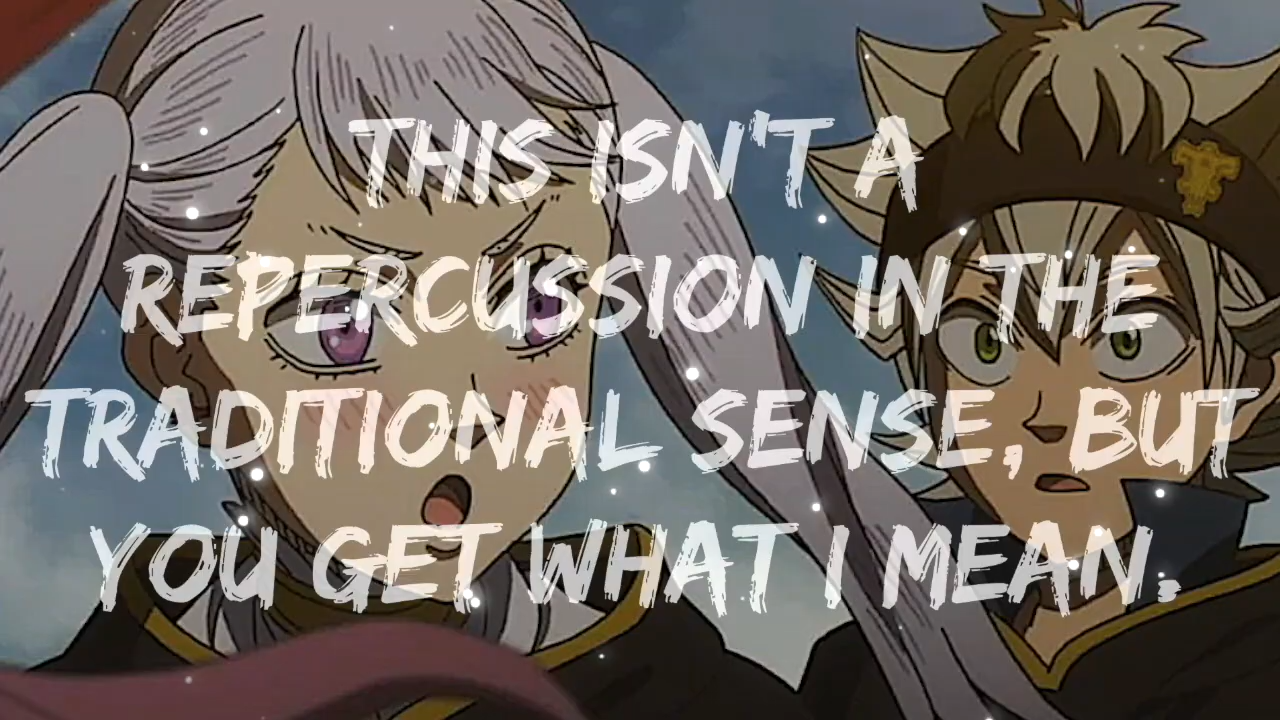 THIS ISN'T A
REPERCUSSION IN THE
TRADITIONAL SENSE, BUT
YOU GET WHAT I MEAN.